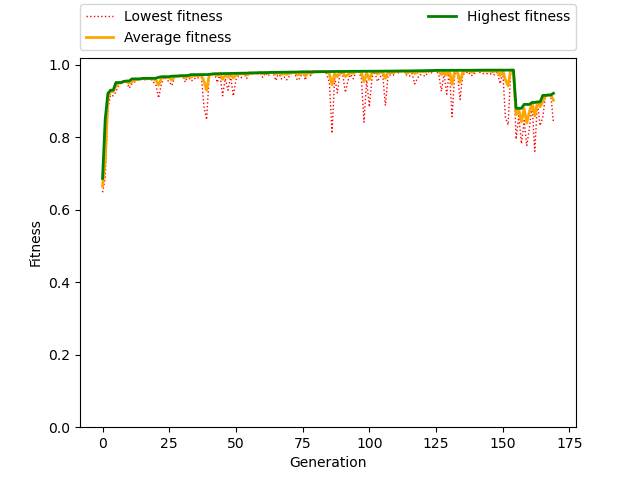 Lowest fitness
Average fitness
Highest fitness
1.0
0.8
0.6
0.4
0.2
0.0
Fitness
0 25 50 75 100 125 150 175
Generation